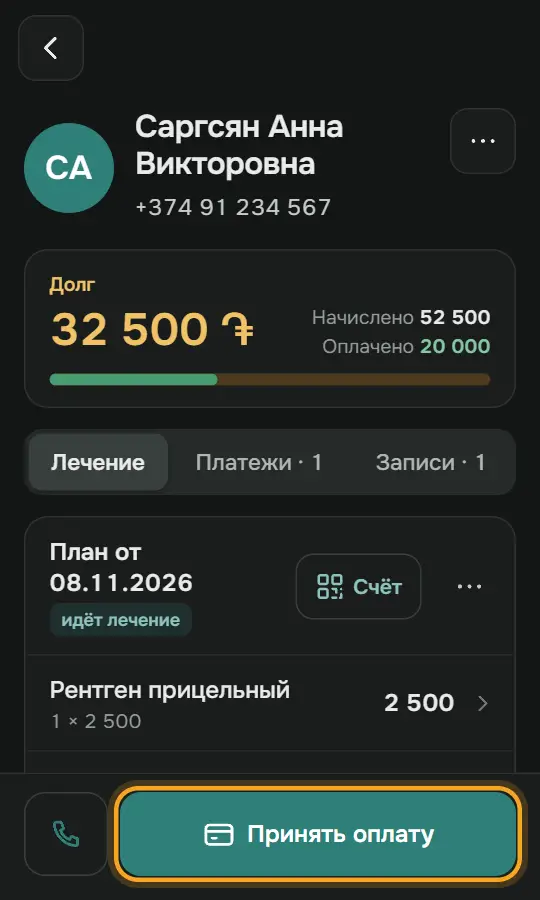 Саргсян Анна
Викторовна
СА
+374 91 234 567
Долг
32 500 ֏
Начислено 52 500
Оплачено 20 000
Лечение
Платежи · 1
Записи · 1
План от
08.11.2026
идёт лечение
Счёт
Рентген прицельный
1 × 2 500
2 500
Принять оплату